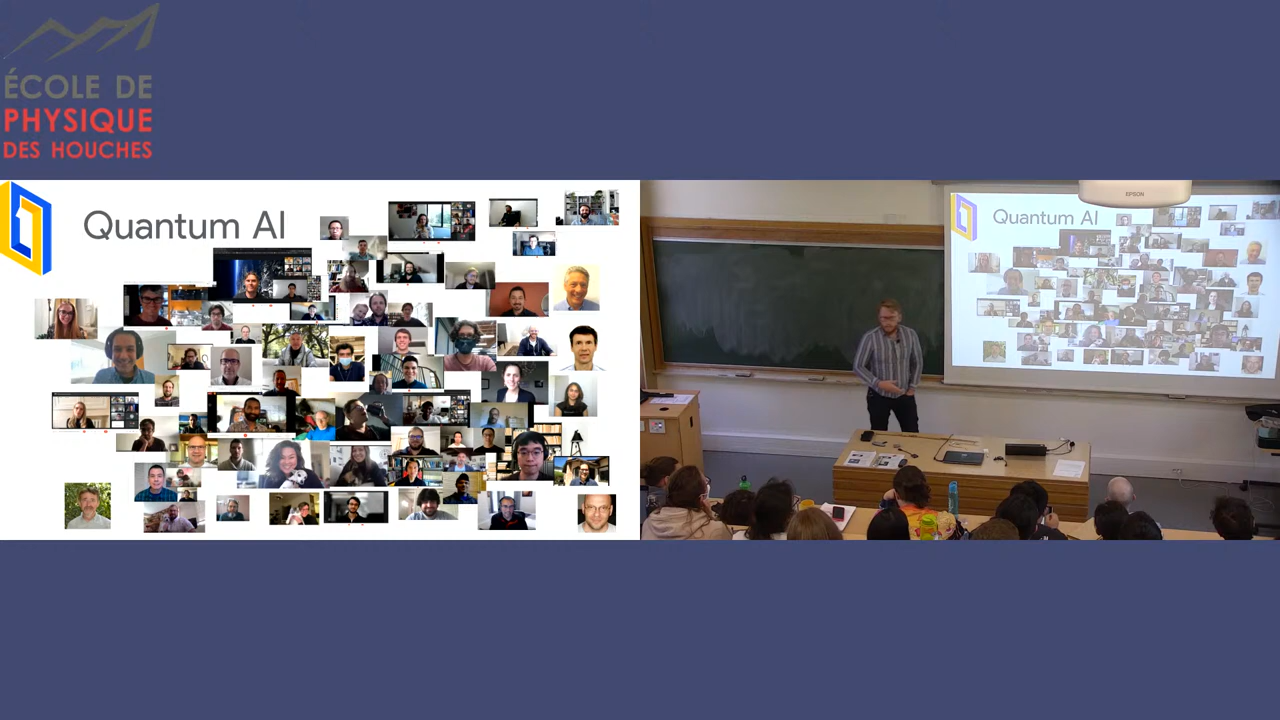 ÉCOLE DE
PHYSIQUE
DES HOUCHES
Quantum AI
Quantum AI
EPSON